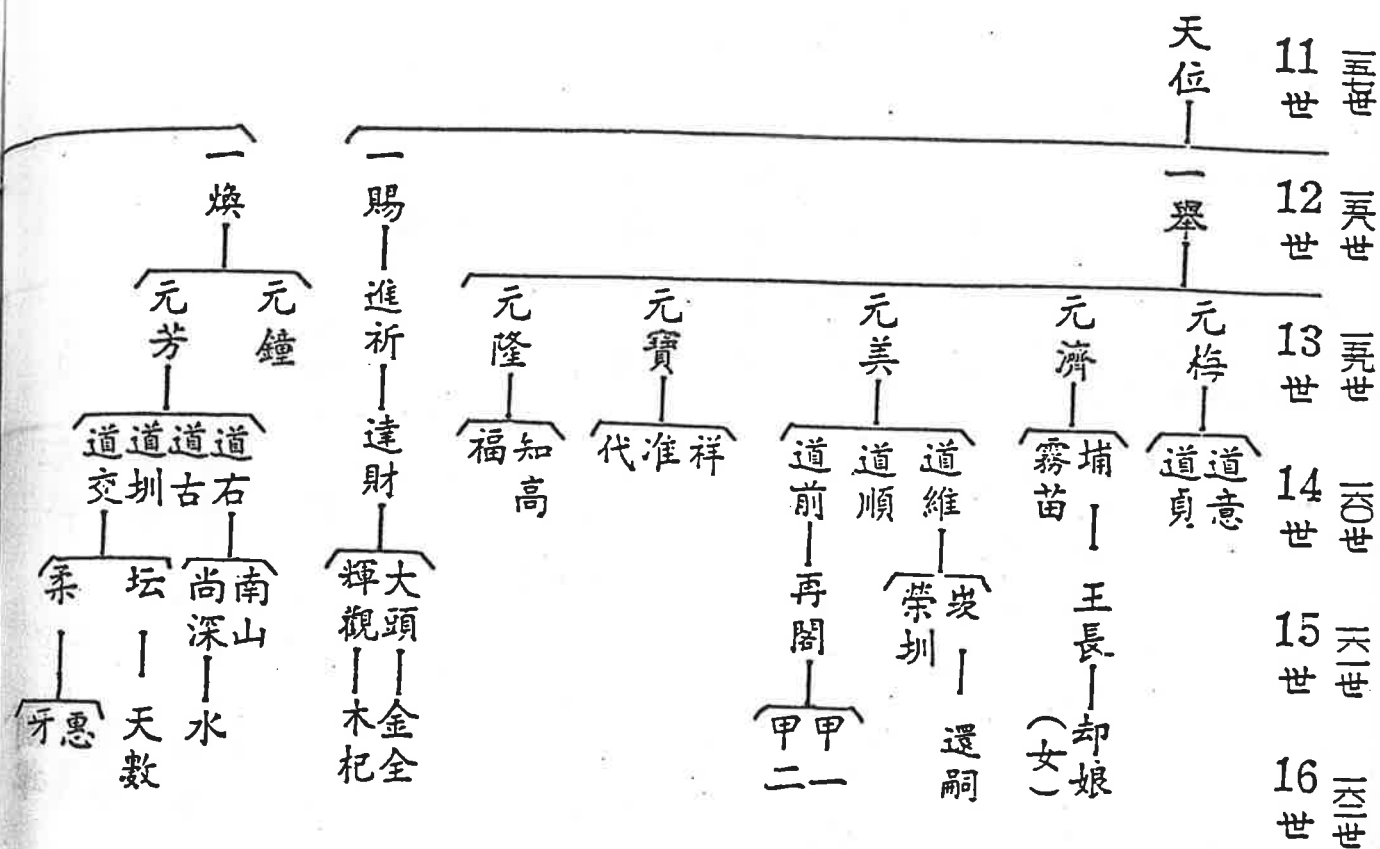 一五七世 11世 天位
一五八世 12世 一舉 一賜 一煥
一五九世 13世 元梅 元濟 元美 元寶 元隆 進祈 元鐘 元芳
一六〇世 14世 道意 道貞 埔 霧苗 道維 道順 道前 祥 准 代 知高 福 達財 道右 道古 道圳 道交
一六一世 15世 王長 崁 榮圳 再閣 大頭 輝觀 南山 尚深 坛 柔
一六二世 16世 却娘(女) 還嗣 甲一 甲二 金全 木杞 水 天數 惠 牙